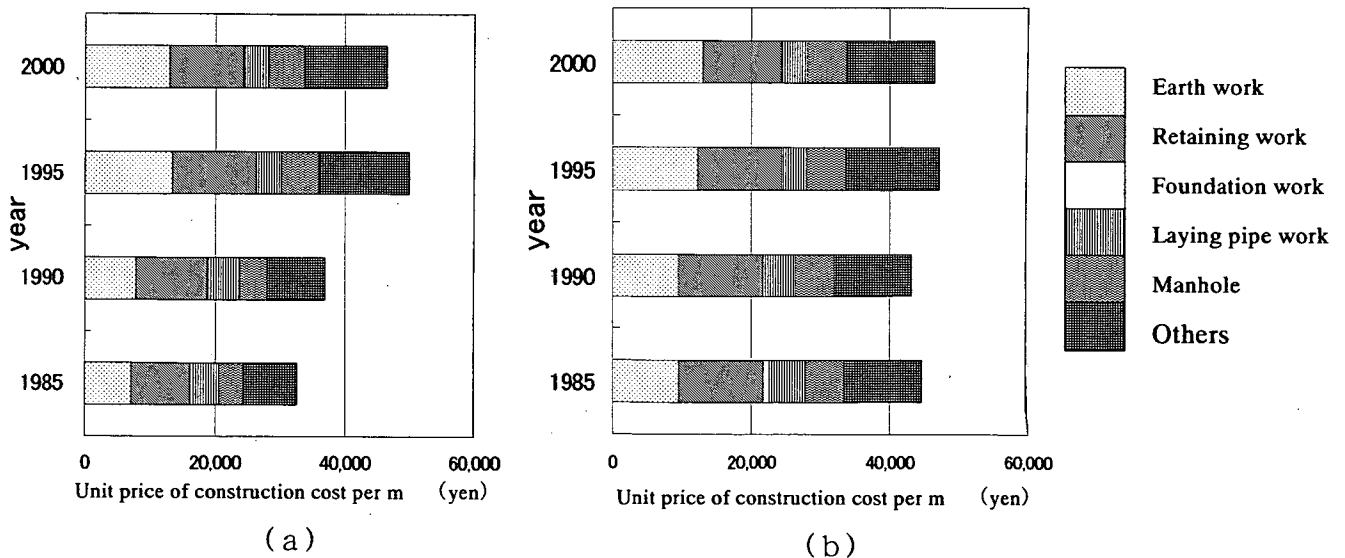 2000
1995
1990
1985
year
0 20,000 40,000 60,000
Unit price of construction cost per m (yen)
(a)
2000
1995
1990
1985
year
0 20,000 40,000 60,000
Unit price of construction cost per m (yen)
(b)
Earth work
Retaining work
Foundation work
Laying pipe work
Manhole
Others